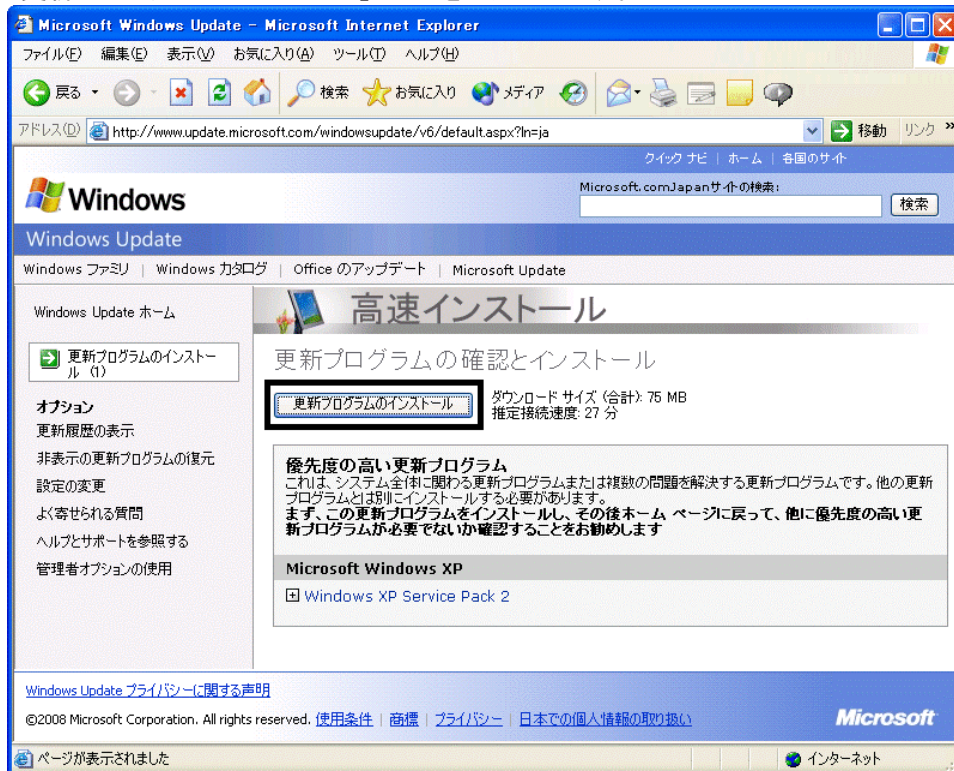 Microsoft Windows Update - Microsoft Internet Explorer
ファイル(F) 編集(E) 表示(V) お気に入り(A) ツール(T) ヘルプ(H)
戻る 検索 お気に入り メディア
アドレス(D) http://www.update.microsoft.com/windowsupdate/v6/default.aspx?ln=ja 移動 リンク »
クイック ナビ | ホーム | 各国のサイト
Windows
Microsoft.comJapanサイトの検索:
検索
Windows Update
Windows ファミリ | Windows カタログ | Office のアップデート | Microsoft Update
Windows Update ホーム
更新プログラムのインストー
ル (1)
オプション
更新履歴の表示
非表示の更新プログラムの復元
設定の変更
よく寄せられる質問
ヘルプとサポートを参照する
管理者オプションの使用
高速インストール
更新プログラムの確認とインストール
更新プログラムのインストール
ダウンロード サイズ (合計): 75 MB
推定接続速度: 27 分
優先度の高い更新プログラム
これは、システム全体に関わる更新プログラムまたは複数の問題を解決する更新プログラムです。他の更新
プログラムとは別にインストールする必要があります。
まず、この更新プログラムをインストールし、その後ホーム ページに戻って、他に優先度の高い更
新プログラムが必要でないか確認することをお勧めします
Microsoft Windows XP
Windows XP Service Pack 2
Windows Update プライバシーに関する声明
©2008 Microsoft Corporation. All rights reserved. 使用条件 | 商標 | プライバシー | 日本での個人情報の取り扱い
Microsoft
ページが表示されました
インターネット